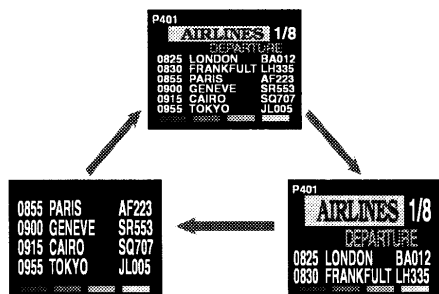 P401
AIRLINES 1/8
DEPARTURE
0825 LONDON BA012
0830 FRANKFULT LH335
0855 PARIS AF223
0900 GENEVE SR553
0915 CAIRO SQ707
0955 TOKYO JL005
0855 PARIS AF223
0900 GENEVE SR553
0915 CAIRO SQ707
0955 TOKYO JL005
P401
AIRLINES 1/8
DEPARTURE
0825 LONDON BA012
0830 FRANKFULT LH335